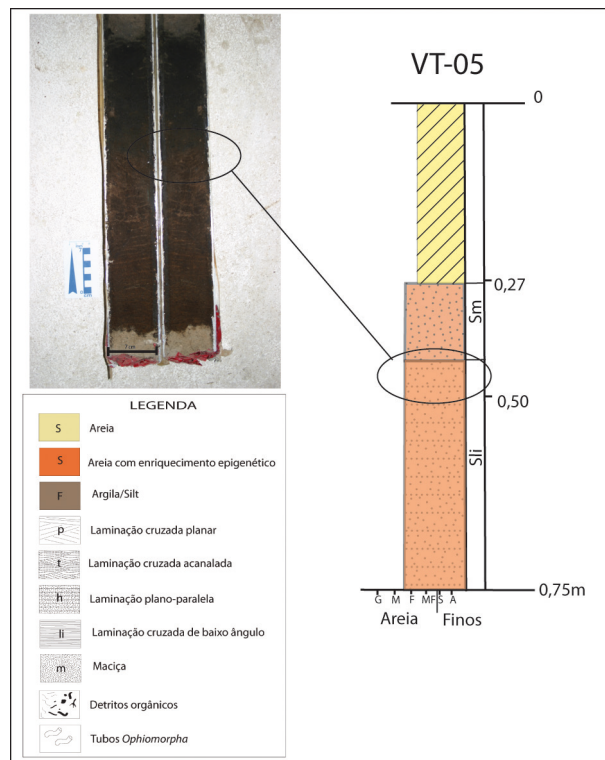 VT-05
0
0,27
Sm
0,50
Sli
0,75m
G M F MF S A
Areia Finos
LEGENDA
S Areia
S Areia com enriquecimento epigenético
F Argila/Silt
p Laminação cruzada planar
t Laminação cruzada acanalada
h Laminação plano-paralela
li Laminação cruzada de baixo ângulo
m Maciça
Detritos orgânicos
Tubos Ophiomorpha